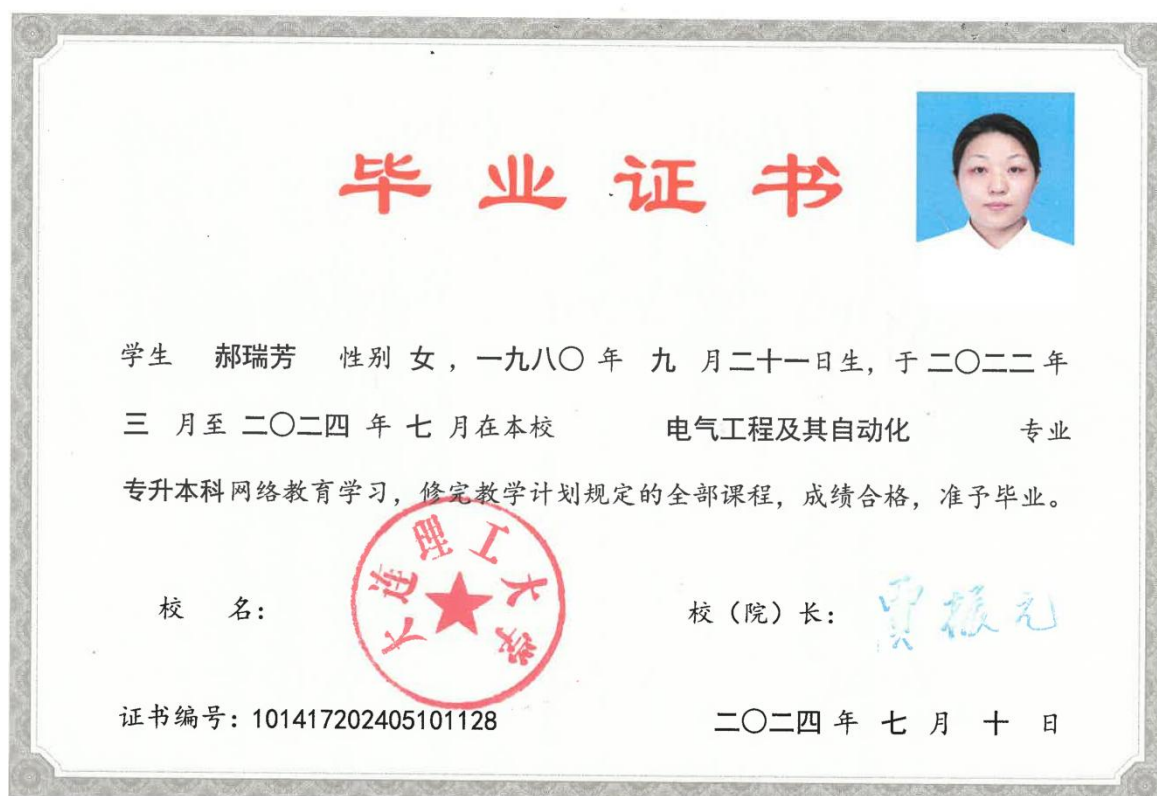 毕业证书
学生 郝瑞芳 性别 女，一九八〇 年 九 月二十一日生，于 二〇二二 年
三 月至 二〇二四 年 七 月在本校 电气工程及其自动化 专业
专升本科网络教育学习，修完教学计划规定的全部课程，成绩合格，准予毕业。
大连理工大学
校 名： 校（院）长： 贾振元
证书编号：101417202405101128 二〇二四 年 七 月 十 日